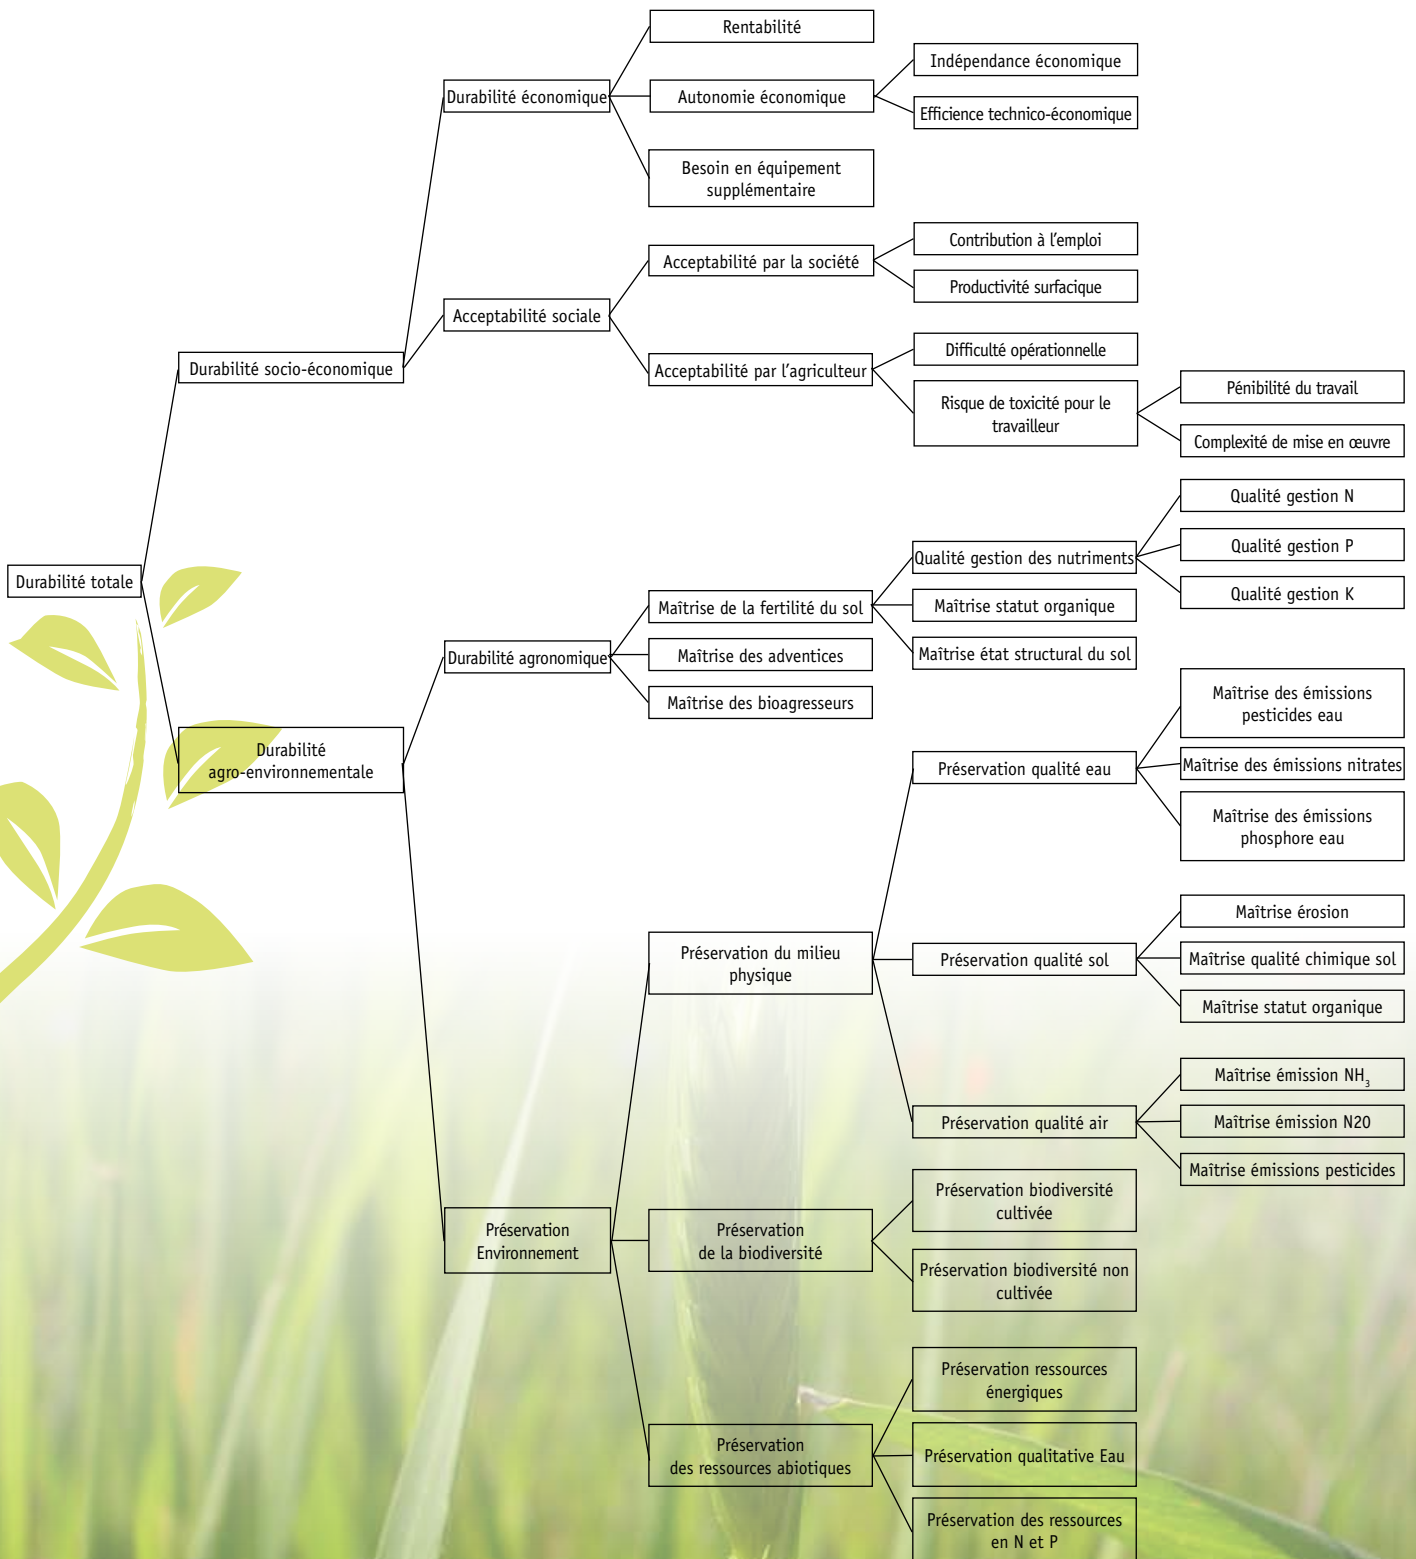 Rentabilité
Indépendance économique
Durabilité économique
Autonomie économique
Efficience technico-économique
Besoin en équipement
supplémentaire
Contribution à l'emploi
Acceptabilité par la société
Productivité surfacique
Acceptabilité sociale
Difficulté opérationnelle
Durabilité socio-économique
Acceptabilité par l'agriculteur
Pénibilité du travail
Risque de toxicité pour le
travailleur
Complexité de mise en œuvre
Qualité gestion N
Qualité gestion des nutriments
Qualité gestion P
Durabilité totale
Qualité gestion K
Maîtrise de la fertilité du sol
Maîtrise statut organique
Durabilité agronomique
Maîtrise des adventices
Maîtrise état structural du sol
Maîtrise des bioagresseurs
Maîtrise des émissions
pesticides eau
Durabilité
agro-environnementale
Préservation qualité eau
Maîtrise des émissions nitrates
Maîtrise des émissions
phosphore eau
Maîtrise érosion
Préservation du milieu
physique
Préservation qualité sol
Maîtrise qualité chimique sol
Maîtrise statut organique
Maîtrise émission NH3
Préservation qualité air
Maîtrise émission N20
Maîtrise émissions pesticides
Préservation biodiversité
cultivée
Préservation
Environnement
Préservation
de la biodiversité
Préservation biodiversité non
cultivée
Préservation ressources
énergiques
Préservation
des ressources abiotiques
Préservation qualitative Eau
Préservation des ressources
en N et P